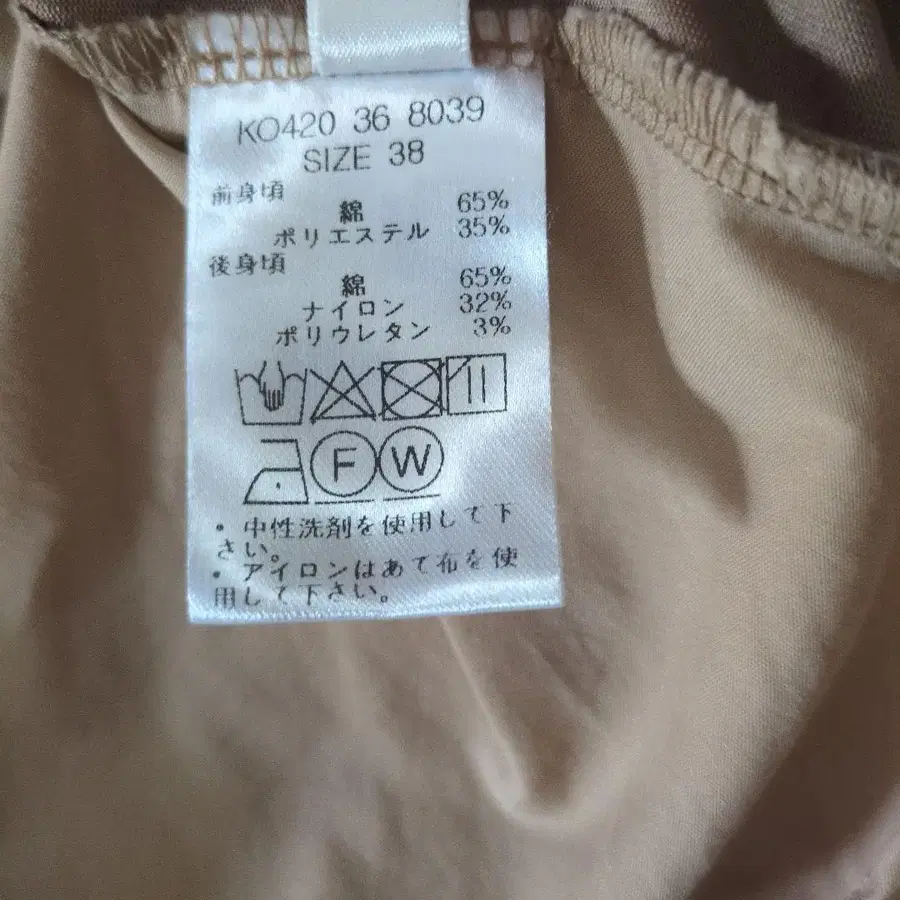 KO420 36 8039
SIZE 38
前身頃
綿 65%
ポリエステル 35%
後身頃
綿 65%
ナイロン 32%
ポリウレタン 3%
F W
・中性洗剤を使用して下
さい。
・アイロンはあて布を使
用して下さい。